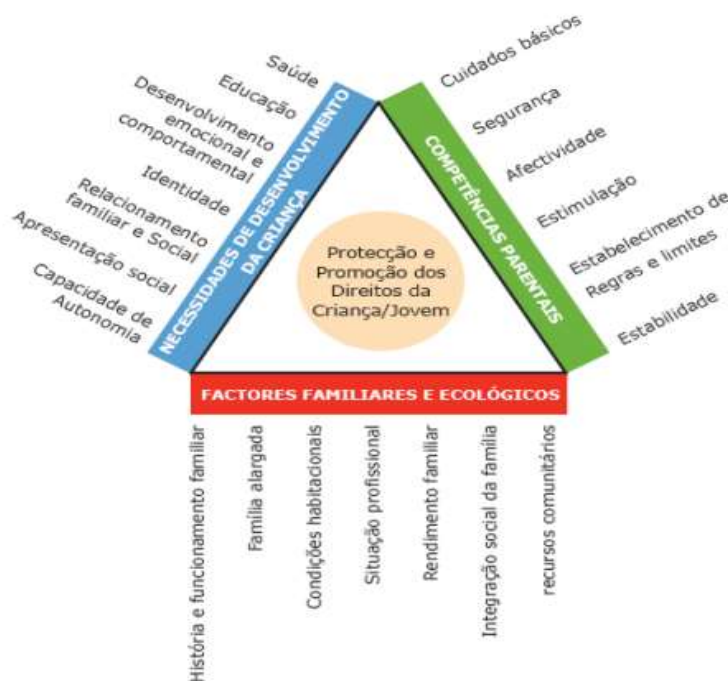 Saúde
Educação
Desenvolvimento
emocional e
comportamental
Identidade
Relacionamento
familiar e Social
Apresentação social
Capacidade de
Autonomia
NECESSIDADES DE DESENVOLVIMENTO
DA CRIANÇA
Cuidados básicos
Segurança
Afectividade
Estimulação
Estabelecimento de
Regras e limites
Estabilidade
COMPETÊNCIAS PARENTAIS
Protecção e
Promoção dos
Direitos da
Criança/Jovem
FACTORES FAMILIARES E ECOLÓGICOS
História e funcionamento familiar
Família alargada
Condições habitacionais
Situação profissional
Rendimento familiar
Integração social da família
recursos comunitários